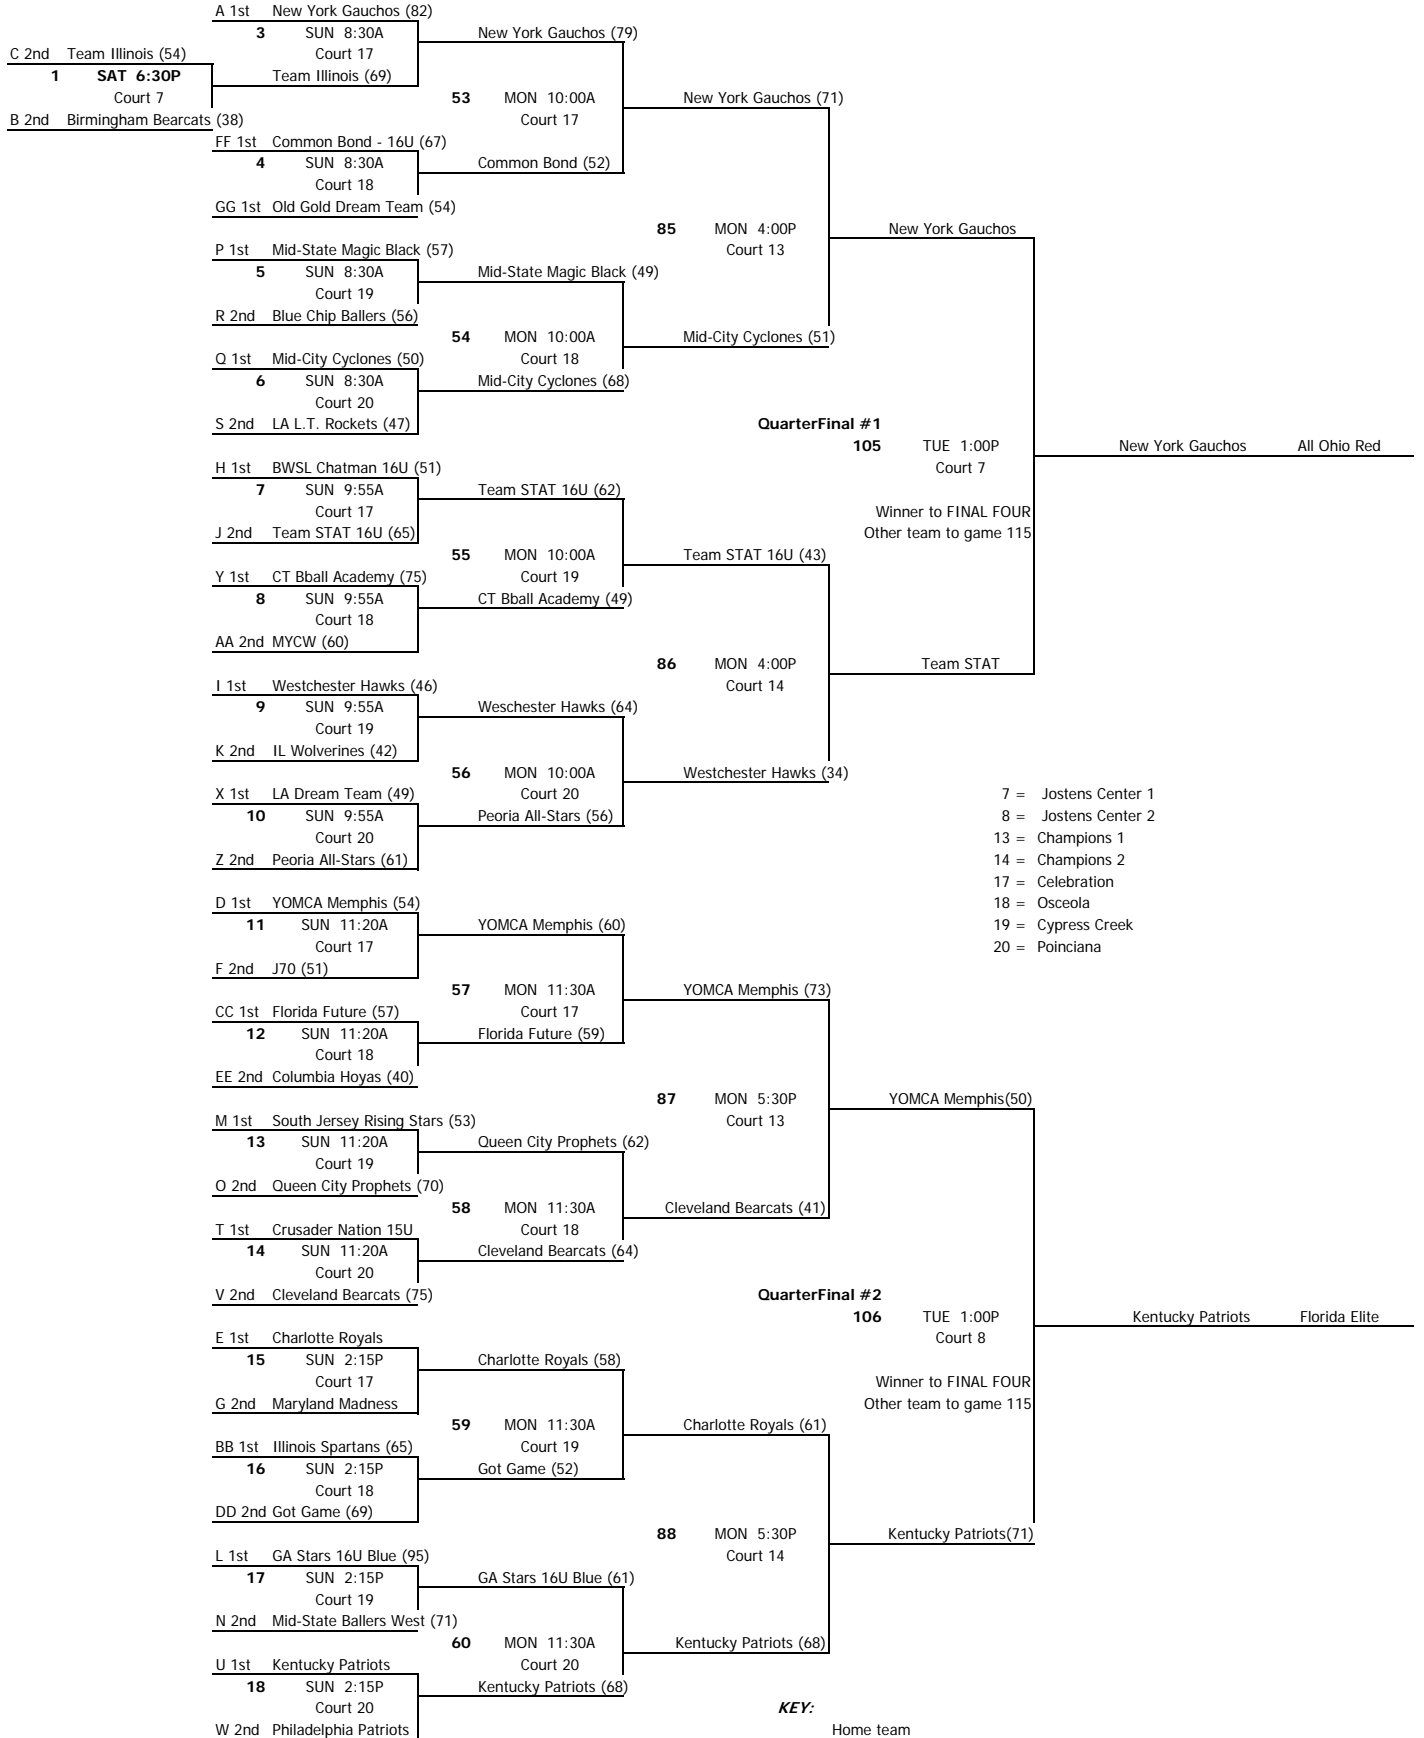 A 1st New York Gauchos (82)
3 SUN 8:30A New York Gauchos (79)
C 2nd Team Illinois (54) Court 17
1 SAT 6:30P Team Illinois (69)
Court 7 53 MON 10:00A New York Gauchos (71)
B 2nd Birmingham Bearcats (38) Court 17
FF 1st Common Bond - 16U (67)
4 SUN 8:30A Common Bond (52)
Court 18
GG 1st Old Gold Dream Team (54)
85 MON 4:00P New York Gauchos
P 1st Mid-State Magic Black (57) Court 13
5 SUN 8:30A Mid-State Magic Black (49)
Court 19
R 2nd Blue Chip Ballers (56)
54 MON 10:00A Mid-City Cyclones (51)
Q 1st Mid-City Cyclones (50) Court 18
6 SUN 8:30A Mid-City Cyclones (68)
Court 20
S 2nd LA L.T. Rockets (47) QuarterFinal #1
105 TUE 1:00P New York Gauchos All Ohio Red
H 1st BWSL Chatman 16U (51) Court 7
7 SUN 9:55A Team STAT 16U (62)
Court 17 Winner to FINAL FOUR
J 2nd Team STAT 16U (65) Other team to game 115
55 MON 10:00A Team STAT 16U (43)
Y 1st CT Bball Academy (75) Court 19
8 SUN 9:55A CT Bball Academy (49)
Court 18
AA 2nd MYCW (60)
86 MON 4:00P Team STAT
I 1st Westchester Hawks (46) Court 14
9 SUN 9:55A Weschester Hawks (64)
Court 19
K 2nd IL Wolverines (42)
56 MON 10:00A Westchester Hawks (34)
X 1st LA Dream Team (49) Court 20 7 = Jostens Center 1
10 SUN 9:55A Peoria All-Stars (56) 8 = Jostens Center 2
Court 20 13 = Champions 1
Z 2nd Peoria All-Stars (61) 14 = Champions 2
17 = Celebration
D 1st YOMCA Memphis (54) 18 = Osceola
11 SUN 11:20A YOMCA Memphis (60) 19 = Cypress Creek
Court 17 20 = Poinciana
F 2nd J70 (51)
57 MON 11:30A YOMCA Memphis (73)
CC 1st Florida Future (57) Court 17
12 SUN 11:20A Florida Future (59)
Court 18
EE 2nd Columbia Hoyas (40)
87 MON 5:30P YOMCA Memphis(50)
M 1st South Jersey Rising Stars (53) Court 13
13 SUN 11:20A Queen City Prophets (62)
Court 19
O 2nd Queen City Prophets (70)
58 MON 11:30A Cleveland Bearcats (41)
T 1st Crusader Nation 15U Court 18
14 SUN 11:20A Cleveland Bearcats (64)
Court 20
V 2nd Cleveland Bearcats (75) QuarterFinal #2
106 TUE 1:00P Kentucky Patriots Florida Elite
E 1st Charlotte Royals Court 8
15 SUN 2:15P Charlotte Royals (58)
Court 17 Winner to FINAL FOUR
G 2nd Maryland Madness Other team to game 115
59 MON 11:30A Charlotte Royals (61)
BB 1st Illinois Spartans (65) Court 19
16 SUN 2:15P Got Game (52)
Court 18
DD 2nd Got Game (69)
88 MON 5:30P Kentucky Patriots(71)
L 1st GA Stars 16U Blue (95) Court 14
17 SUN 2:15P GA Stars 16U Blue (61)
Court 19
N 2nd Mid-State Ballers West (71)
60 MON 11:30A Kentucky Patriots (68)
U 1st Kentucky Patriots Court 20
18 SUN 2:15P Kentucky Patriots (68)
Court 20 KEY:
W 2nd Philadelphia Patriots Home team